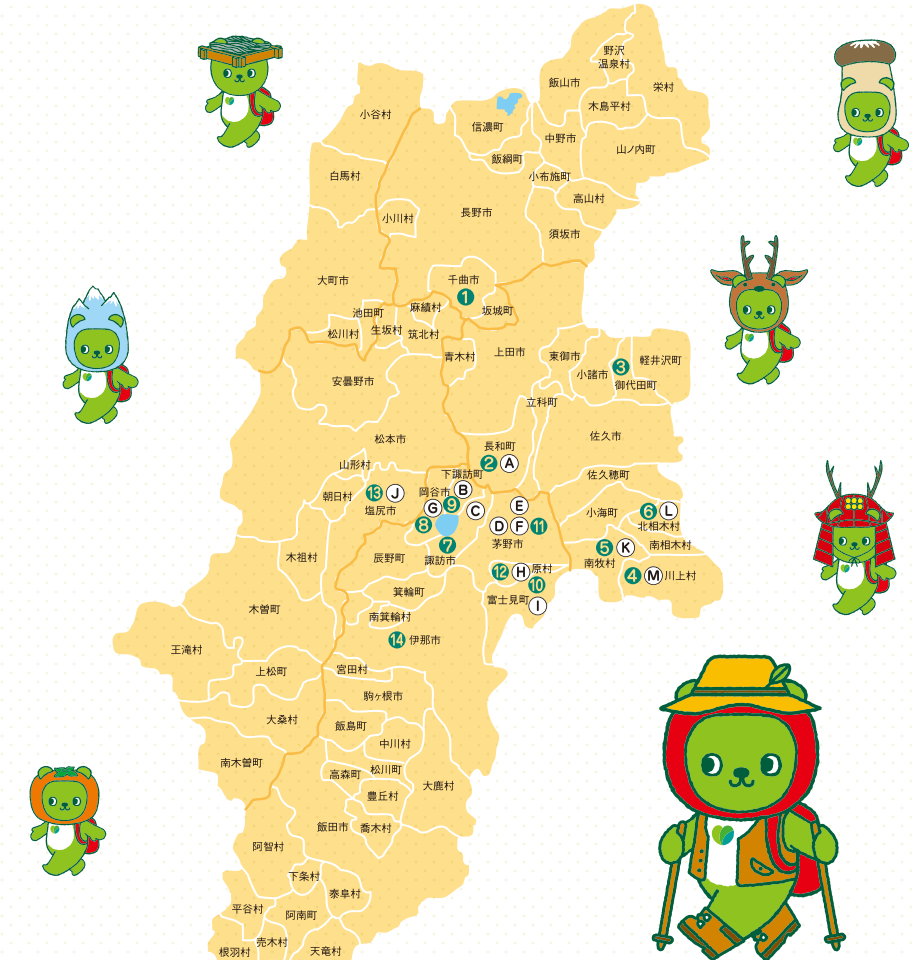 野沢
温泉村
栄村
飯山市
木島平村
小谷村
信濃町
中野市
山ノ内町
飯綱町
白馬村
小布施町
高山村
小川村
長野市
須坂市
大町市
千曲市
1
池田町
麻績村
坂城町
松川村
生坂村
筑北村
青木村
上田市
東御市
3
軽井沢町
小諸市
御代田町
安曇野市
立科町
松本市
佐久市
長和町
2 A
山形村
下諏訪町
佐久穂町
朝日村
13 J
岡谷市
B
塩尻市
G 9 C
E
小海町
6 L
8
D F 11
北相木村
茅野市
7
5 K
南相木村
木祖村
辰野町
諏訪市
南牧村
12 H 原村
4 M 川上村
10
箕輪町
富士見町
I
木曽町
南箕輪村
14 伊那市
王滝村
上松町
宮田村
駒ヶ根市
大桑村
飯島町
中川村
南木曽町
高森町
松川町
大鹿村
豊丘村
飯田市
喬木村
阿智村
下条村
泰阜村
平谷村
阿南町
売木村
根羽村
天竜村